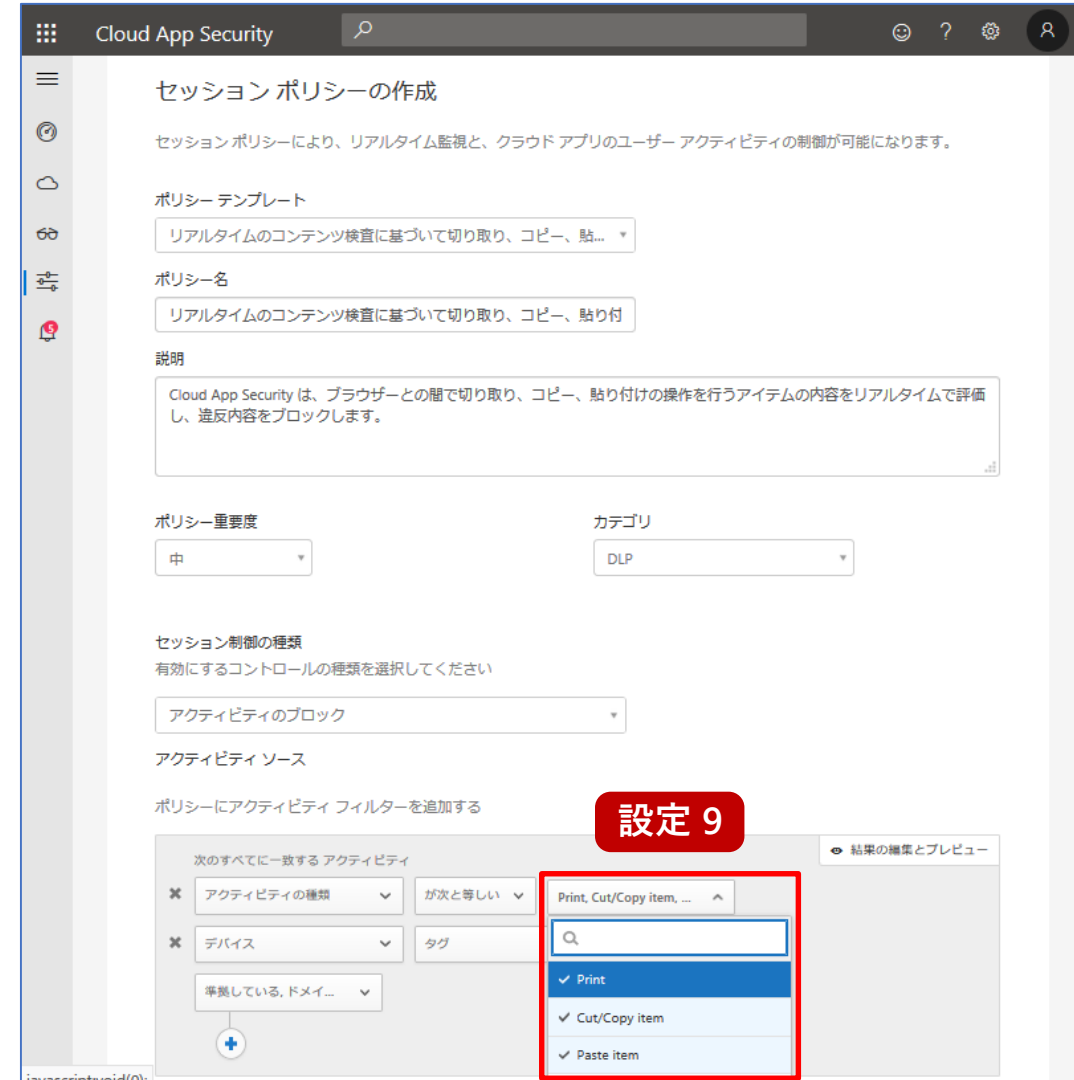 Cloud App Security
?
セッション ポリシーの作成
セッション ポリシーにより、リアルタイム監視と、クラウド アプリのユーザー アクティビティの制御が可能になります。
ポリシー テンプレート
リアルタイムのコンテンツ検査に基づいて切り取り、コピー、貼...
ポリシー名
リアルタイムのコンテンツ検査に基づいて切り取り、コピー、貼り付
5
説明
Cloud App Security は、ブラウザーとの間で切り取り、コピー、貼り付けの操作を行うアイテムの内容をリアルタイムで評価
し、違反内容をブロックします。
ポリシー重要度
カテゴリ
中
DLP
セッション制御の種類
有効にするコントロールの種類を選択してください
アクティビティのブロック
アクティビティ ソース
ポリシーにアクティビティ フィルターを追加する
設定 9
次のすべてに一致する アクティビティ
結果の編集とプレビュー
アクティビティの種類
が次と等しい
Print, Cut/Copy item, ...
デバイス
タグ
準拠している, ドメイ...
Print
Cut/Copy item
Paste item